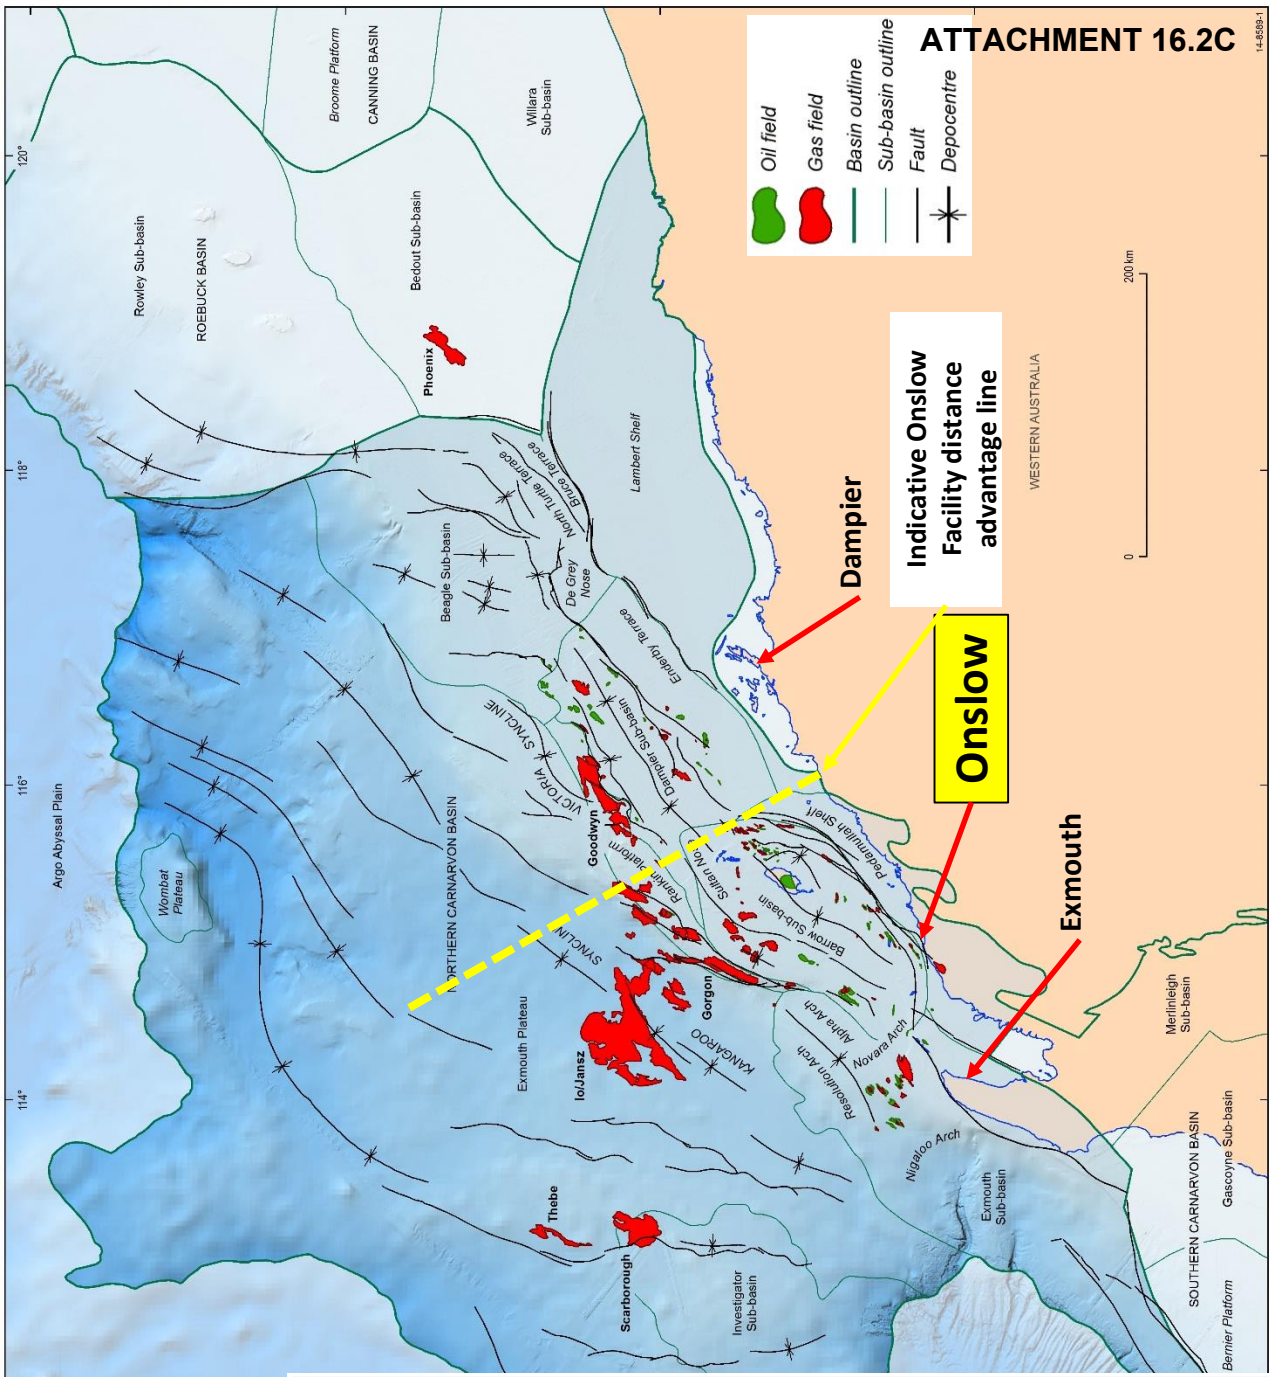 ATTACHMENT 16.2C
14-8589-1
Oil field
Gas field
Basin outline
Sub-basin outline
Fault
Depocentre
120°
118°
116°
114°
Broome Platform
CANNING BASIN
Willara
Sub-basin
Rowley Sub-basin
ROEBUCK BASIN
Bedout Sub-basin
Phoenix
Lambert Shelf
North Turtle Terrace
Bruce Terrace
Beagle Sub-basin
De Grey
Nose
Enderby Terrace
Dampier Sub-basin
VICTORIA
SYNCLINE
Goodwyn
Rankin
Platform
Argo Abyssal Plain
Wombat
Plateau
NORTHERN CARNARVON BASIN
Exmouth Plateau
KANGAROO
SYNCLIN
Io/Jansz
Gorgon
Sultan No
Barrow Sub-basin
Pedamullah Shelf
Alpha Arch
Resolution Arch
Novara Arch
Nigaloo Arch
Exmouth
Sub-basin
Thebe
Scarborough
Investigator
Sub-basin
Merlinleigh
Sub-basin
SOUTHERN CARNARVON BASIN
Gascoyne Sub-basin
Bernier Platform
WESTERN AUSTRALIA
0
200 km
Dampier
Indicative Onslow
Facility distance
advantage line
Onslow
Exmouth